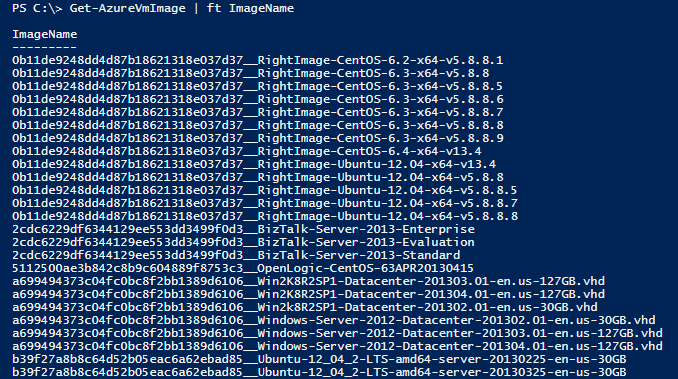 PS C:\> Get-AzureVmImage | ft ImageName
ImageName
---------
0b11de9248dd4d87b18621318e037d37__RightImage-CentOS-6.2-x64-v5.8.8.1
0b11de9248dd4d87b18621318e037d37__RightImage-CentOS-6.3-x64-v5.8.8
0b11de9248dd4d87b18621318e037d37__RightImage-CentOS-6.3-x64-v5.8.8.5
0b11de9248dd4d87b18621318e037d37__RightImage-CentOS-6.3-x64-v5.8.8.6
0b11de9248dd4d87b18621318e037d37__RightImage-CentOS-6.3-x64-v5.8.8.7
0b11de9248dd4d87b18621318e037d37__RightImage-CentOS-6.3-x64-v5.8.8.8
0b11de9248dd4d87b18621318e037d37__RightImage-CentOS-6.3-x64-v5.8.8.9
0b11de9248dd4d87b18621318e037d37__RightImage-CentOS-6.4-x64-v13.4
0b11de9248dd4d87b18621318e037d37__RightImage-Ubuntu-12.04-x64-v13.4
0b11de9248dd4d87b18621318e037d37__RightImage-Ubuntu-12.04-x64-v5.8.8
0b11de9248dd4d87b18621318e037d37__RightImage-Ubuntu-12.04-x64-v5.8.8.5
0b11de9248dd4d87b18621318e037d37__RightImage-Ubuntu-12.04-x64-v5.8.8.7
0b11de9248dd4d87b18621318e037d37__RightImage-Ubuntu-12.04-x64-v5.8.8.8
2cdc6229df6344129ee553dd3499f0d3__BizTalk-Server-2013-Enterprise
2cdc6229df6344129ee553dd3499f0d3__BizTalk-Server-2013-Evaluation
2cdc6229df6344129ee553dd3499f0d3__BizTalk-Server-2013-Standard
5112500ae3b842c8b9c604889f8753c3__OpenLogic-CentOS-63APR20130415
a699494373c04fc0bc8f2bb1389d6106__Win2K8R2SP1-Datacenter-201303.01-en.us-127GB.vhd
a699494373c04fc0bc8f2bb1389d6106__Win2K8R2SP1-Datacenter-201304.01-en.us-127GB.vhd
a699494373c04fc0bc8f2bb1389d6106__Win2K8R2SP1-Datacenter-201302.01-en.us-30GB.vhd
a699494373c04fc0bc8f2bb1389d6106__Windows-Server-2012-Datacenter-201302.01-en.us-30GB.vhd
a699494373c04fc0bc8f2bb1389d6106__Windows-Server-2012-Datacenter-201303.01-en.us-127GB.vhd
a699494373c04fc0bc8f2bb1389d6106__Windows-Server-2012-Datacenter-201304.01-en.us-127GB.vhd
b39f27a8b8c64d52b05eac6a62ebad85__Ubuntu-12_04_2-LTS-amd64-server-20130225-en-us-30GB
b39f27a8b8c64d52b05eac6a62ebad85__Ubuntu-12_04_2-LTS-amd64-server-20130325-en-us-30GB